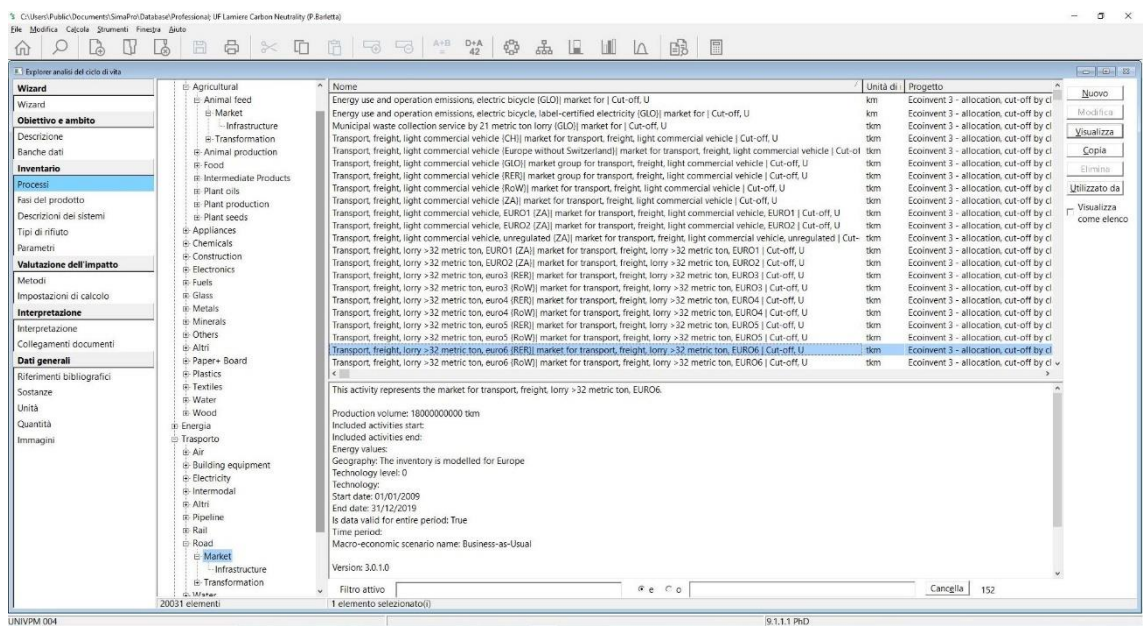 C:\Users\Public\Documents\SimaPro\Database\Professional; UF Lamiere Carbon Neutrality (P.Barletta)
File Modifica Calcola Strumenti Finestra Aiuto
A+B
=
D+A
42
Explorer analisi del ciclo di vita
Wizard
Wizard
Obiettivo e ambito
Descrizione
Banche dati
Inventario
Processi
Fasi del prodotto
Descrizioni dei sistemi
Tipi di rifiuto
Parametri
Valutazione dell'impatto
Metodi
Impostazioni di calcolo
Interpretazione
Interpretazione
Collegamenti documenti
Dati generali
Riferimenti bibliografici
Sostanze
Unità
Quantità
Immagini
Agricultural
Animal feed
Market
Infrastructure
Transformation
Animal production
Food
Intermediate Products
Plant oils
Plant production
Plant seeds
Appliances
Chemicals
Construction
Electronics
Fuels
Glass
Metals
Minerals
Others
Altri
Paper+ Board
Plastics
Textiles
Water
Wood
Energia
Trasporto
Air
Building equipment
Electricity
Intermodal
Altri
Pipeline
Rail
Road
Market
Infrastructure
Transformation
Water
20031 elementi
Nome Unità di Progetto
Energy use and operation emissions, electric bicycle {GLO}| market for | Cut-off, U km Ecoinvent 3 - allocation, cut-off by cl
Energy use and operation emissions, electric bicycle, label-certified electricity {GLO}| market for | Cut-off, U km Ecoinvent 3 - allocation, cut-off by cl
Municipal waste collection service by 21 metric ton lorry {GLO}| market for | Cut-off, U tkm Ecoinvent 3 - allocation, cut-off by cl
Transport, freight, light commercial vehicle {CH}| market for transport, freight, light commercial vehicle | Cut-off, U tkm Ecoinvent 3 - allocation, cut-off by cl
Transport, freight, light commercial vehicle {Europe without Switzerland}| market for transport, freight, light commercial vehicle | Cut-of tkm Ecoinvent 3 - allocation, cut-off by cl
Transport, freight, light commercial vehicle {GLO}| market group for transport, freight, light commercial vehicle | Cut-off, U tkm Ecoinvent 3 - allocation, cut-off by cl
Transport, freight, light commercial vehicle {RER}| market group for transport, freight, light commercial vehicle | Cut-off, U tkm Ecoinvent 3 - allocation, cut-off by cl
Transport, freight, light commercial vehicle {RoW}| market for transport, freight, light commercial vehicle | Cut-off, U tkm Ecoinvent 3 - allocation, cut-off by cl
Transport, freight, light commercial vehicle {ZA}| market for transport, freight, light commercial vehicle | Cut-off, U tkm Ecoinvent 3 - allocation, cut-off by cl
Transport, freight, light commercial vehicle, EURO1 {ZA}| market for transport, freight, light commercial vehicle, EURO1 | Cut-off, U tkm Ecoinvent 3 - allocation, cut-off by cl
Transport, freight, light commercial vehicle, EURO2 {ZA}| market for transport, freight, light commercial vehicle, EURO2 | Cut-off, U tkm Ecoinvent 3 - allocation, cut-off by cl
Transport, freight, light commercial vehicle, unregulated {ZA}| market for transport, freight, light commercial vehicle, unregulated | Cut- tkm Ecoinvent 3 - allocation, cut-off by cl
Transport, freight, lorry >32 metric ton, EURO1 {ZA}| market for transport, freight, lorry >32 metric ton, EURO1 | Cut-off, U tkm Ecoinvent 3 - allocation, cut-off by cl
Transport, freight, lorry >32 metric ton, EURO2 {ZA}| market for transport, freight, lorry >32 metric ton, EURO2 | Cut-off, U tkm Ecoinvent 3 - allocation, cut-off by cl
Transport, freight, lorry >32 metric ton, euro3 {RER}| market for transport, freight, lorry >32 metric ton, EURO3 | Cut-off, U tkm Ecoinvent 3 - allocation, cut-off by cl
Transport, freight, lorry >32 metric ton, euro3 {RoW}| market for transport, freight, lorry >32 metric ton, EURO3 | Cut-off, U tkm Ecoinvent 3 - allocation, cut-off by cl
Transport, freight, lorry >32 metric ton, euro4 {RER}| market for transport, freight, lorry >32 metric ton, EURO4 | Cut-off, U tkm Ecoinvent 3 - allocation, cut-off by cl
Transport, freight, lorry >32 metric ton, euro4 {RoW}| market for transport, freight, lorry >32 metric ton, EURO4 | Cut-off, U tkm Ecoinvent 3 - allocation, cut-off by cl
Transport, freight, lorry >32 metric ton, euro5 {RER}| market for transport, freight, lorry >32 metric ton, EURO5 | Cut-off, U tkm Ecoinvent 3 - allocation, cut-off by cl
Transport, freight, lorry >32 metric ton, euro5 {RoW}| market for transport, freight, lorry >32 metric ton, EURO5 | Cut-off, U tkm Ecoinvent 3 - allocation, cut-off by cl
Transport, freight, lorry >32 metric ton, euro6 {RER}| market for transport, freight, lorry >32 metric ton, EURO6 | Cut-off, U tkm Ecoinvent 3 - allocation, cut-off by cl
Transport, freight, lorry >32 metric ton, euro6 {RoW}| market for transport, freight, lorry >32 metric ton, EURO6 | Cut-off, U tkm Ecoinvent 3 - allocation, cut-off by cl
This activity represents the market for transport, freight, lorry >32 metric ton, EURO6.
Production volume: 18000000000 tkm
Included activities start:
Included activities end:
Energy values:
Geography: The inventory is modelled for Europe
Technology level: 0
Technology:
Start date: 01/01/2009
End date: 31/12/2019
Is data valid for entire period: True
Time period:
Macro-economic scenario name: Business-as-Usual
Version: 3.0.1.0
Filtro attivo e o Cancella 152
1 elemento selezionato(i)
Nuovo
Modifica
Visualizza
Copia
Elimina
Utilizzato da
Visualizza
come elenco
UNIVPM 004 9.1.1.1 PhD